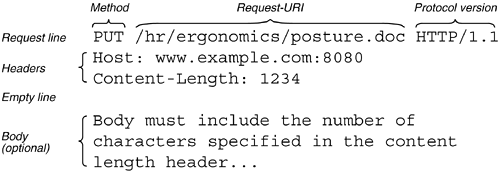 Method Request-URI Protocol version
Request line PUT /hr/ergonomics/posture.doc HTTP/1.1
Headers Host: www.example.com:8080
Content-Length: 1234
Empty line
Body must include the number of
Body (optional) characters specified in the content
length header...